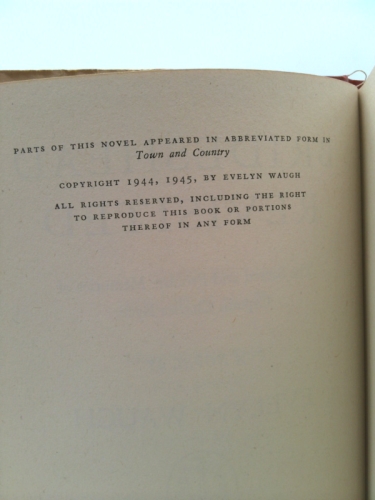 PARTS OF THIS NOVEL APPEARED IN ABBREVIATED FORM IN
Town and Country
COPYRIGHT 1944, 1945, BY EVELYN WAUGH
ALL RIGHTS RESERVED, INCLUDING THE RIGHT
TO REPRODUCE THIS BOOK OR PORTIONS
THEREOF IN ANY FORM